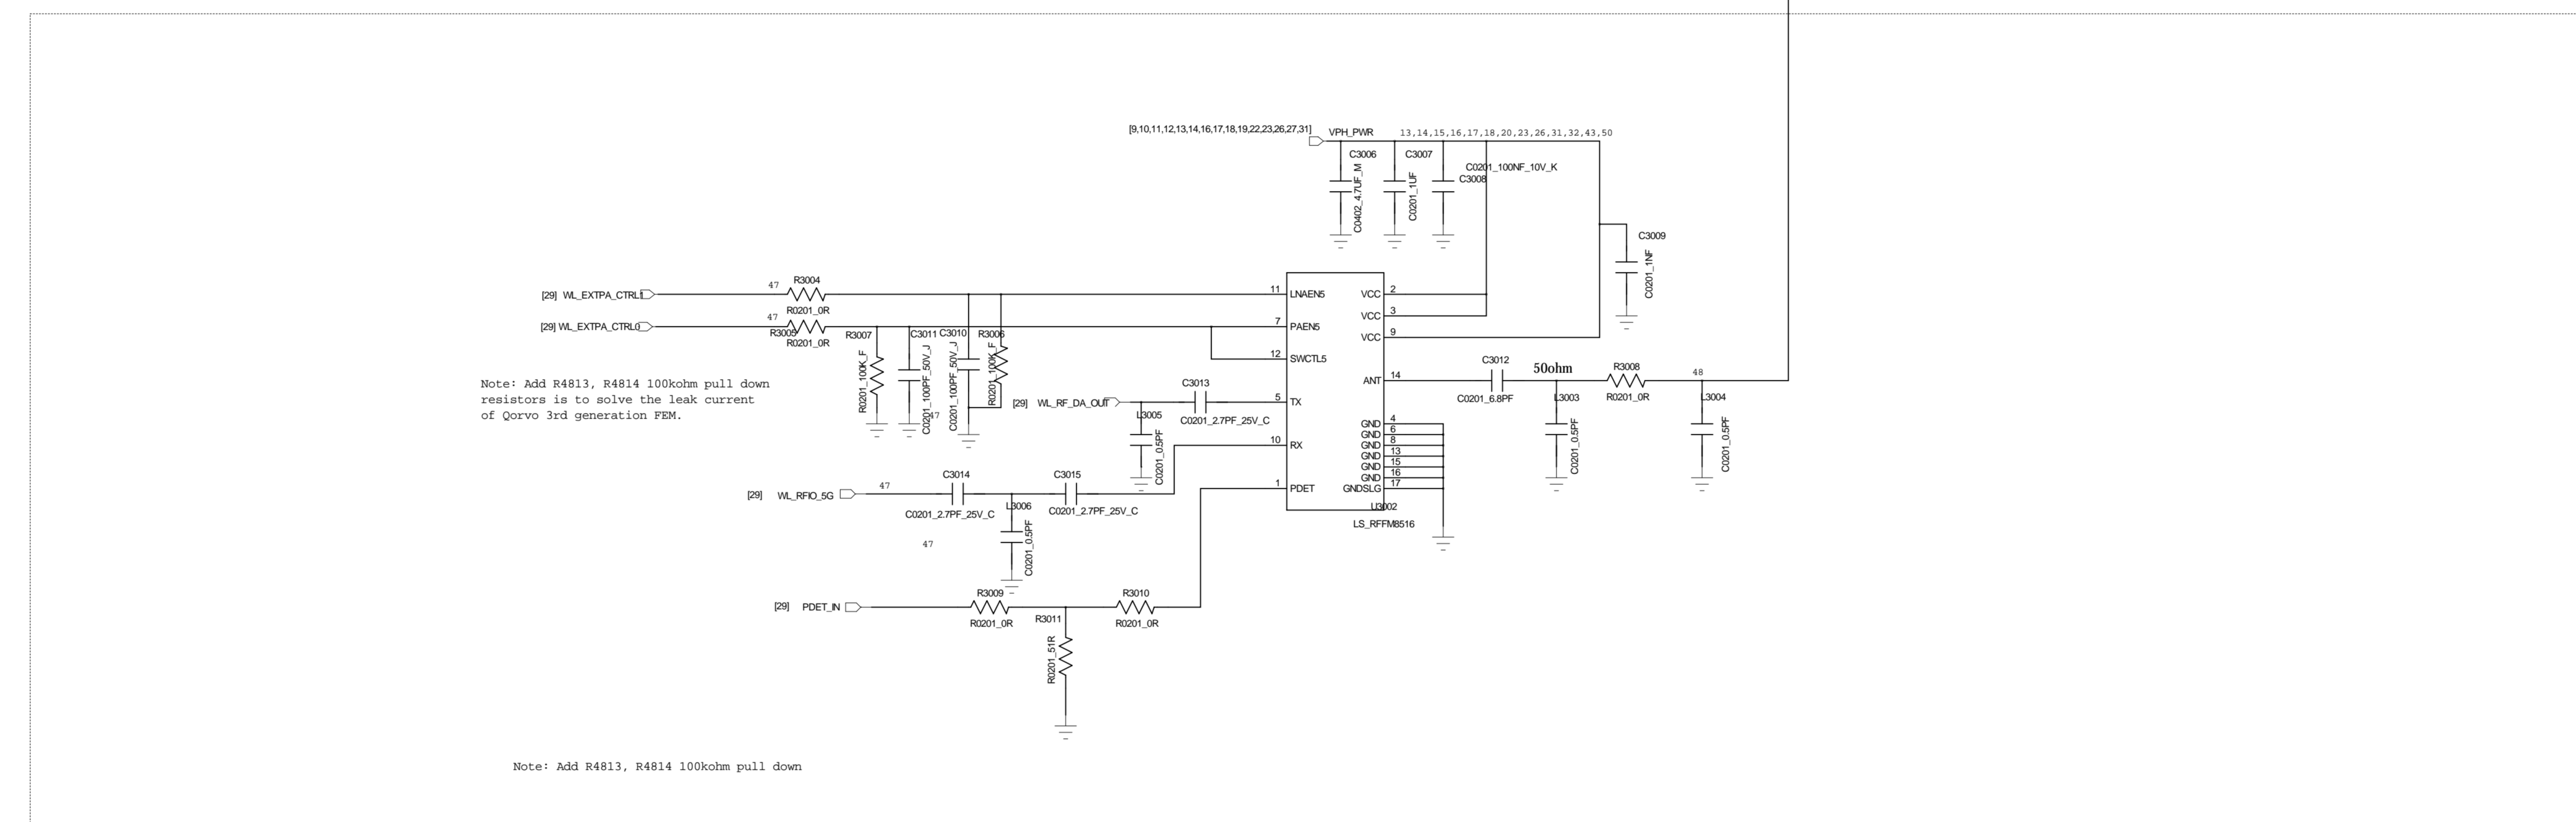 [9,10,11,12,13,14,16,17,18,19,22,23,26,27,31]
VPH_PWR
13,14,15,16,17,18,20,23,26,31,32,43,50
C3006
C3007
C0201_100NF_10V_K
C3008
C0402_4.7UF_M
C0201_1UF
C3009
C0201_1NF
R3004
47
[29] WL_EXTPA_CTRL1
R0201_0R
11
LNAEN5
VCC
2
VCC
3
47
[29] WL_EXTPA_CTRL0
R3005
R0201_0R
R3007
C3011
C3010
R3006
7
PAEN5
VCC
9
R0201_100K_F
C0201_100PF_50V_J
C0201_100PF_50V_J
R0201_100K_F
12
SWCTL5
C3012
50ohm
R3008
48
ANT
14
C0201_6.8PF
L3003
R0201_0R
L3004
C0201_0.5PF
C0201_0.5PF
Note: Add R4813, R4814 100kohm pull down
resistors is to solve the leak current
of Qorvo 3rd generation FEM.
47
C3013
[29] WL_RF_DA_OUT
5
TX
L3005
C0201_2.7PF_25V_C
C0201_0.5PF
GND
4
GND
6
GND
8
GND
13
GND
15
GND
16
GNDSLG
17
10
RX
C3014
C3015
47
[29] WL_RFIO_5G
1
PDET
L3006
C0201_2.7PF_25V_C
C0201_2.7PF_25V_C
U3002
LS_RFFM8516
47
C0201_0.5PF
R3009
R3010
[29] PDET_IN
R0201_0R
R3011
R0201_0R
R0201_51R
Note: Add R4813, R4814 100kohm pull down